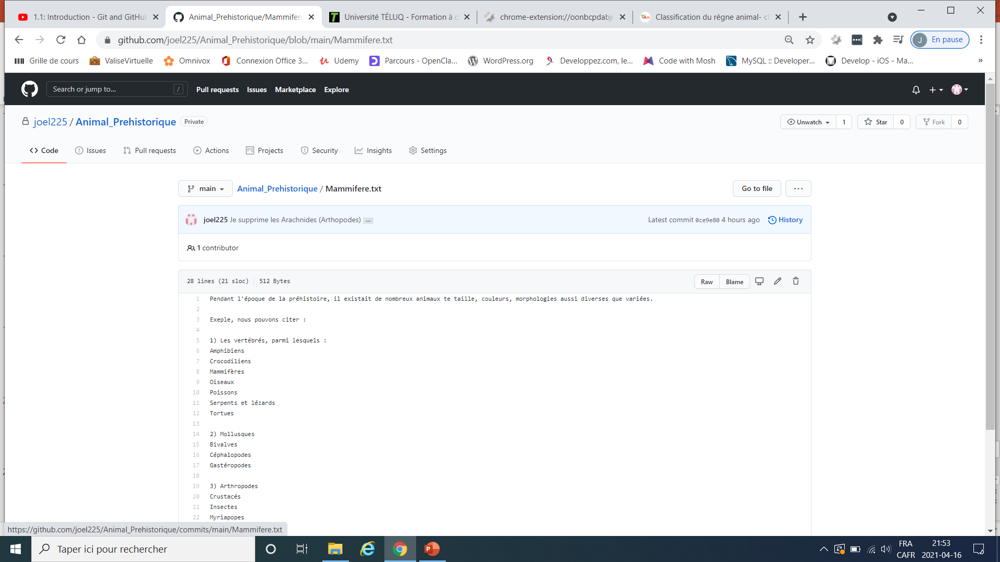 1.1: Introduction - Git and GitHub
Animal_Prehistorique/Mammifere
Université TÉLUQ - Formation à d
chrome-extension://oonbcpdabjc
Classification du règne animal- cl
github.com/joel225/Animal_Prehistorique/blob/main/Mammifere.txt
J En pause
Grille de cours
ValiseVirtuelle
Omnivox
Connexion Office 3...
Udemy
Parcours - OpenCla...
WordPress.org
Developpez.com, le...
Code with Mosh
MySQL :: Developer...
Develop - iOS - Ma...
»
Search or jump to... /
Pull requests Issues Marketplace Explore
joel225 / Animal_Prehistorique Private
Unwatch 1 Star 0 Fork 0
Code Issues Pull requests Actions Projects Security Insights Settings
main Animal_Prehistorique / Mammifere.txt Go to file ...
joel225 Je supprime les Arachnides (Arthopodes) ... Latest commit 0ce9e80 4 hours ago History
1 contributor
28 lines (21 sloc) 512 Bytes Raw Blame
1 Pendant l'époque de la préhistoire, il existait de nombreux animaux te taille, couleurs, morphologies aussi diverses que variées.
2
3 Exeple, nous pouvons citer :
4
5 1) Les vertébrés, parmi lesquels :
6 Amphibiens
7 Crocodiliens
8 Mammifères
9 Oiseaux
10 Poissons
11 Serpents et lézards
12 Tortues
13
14 2) Mollusques
15 Bivalves
16 Céphalopodes
17 Gastéropodes
18
19 3) Arthropodes
20 Crustacés
21 Insectes
22 Myriapopes
https://github.com/joel225/Animal_Prehistorique/commits/main/Mammifere.txt
Taper ici pour rechercher
FRA
CAFR
21:53
2021-04-16